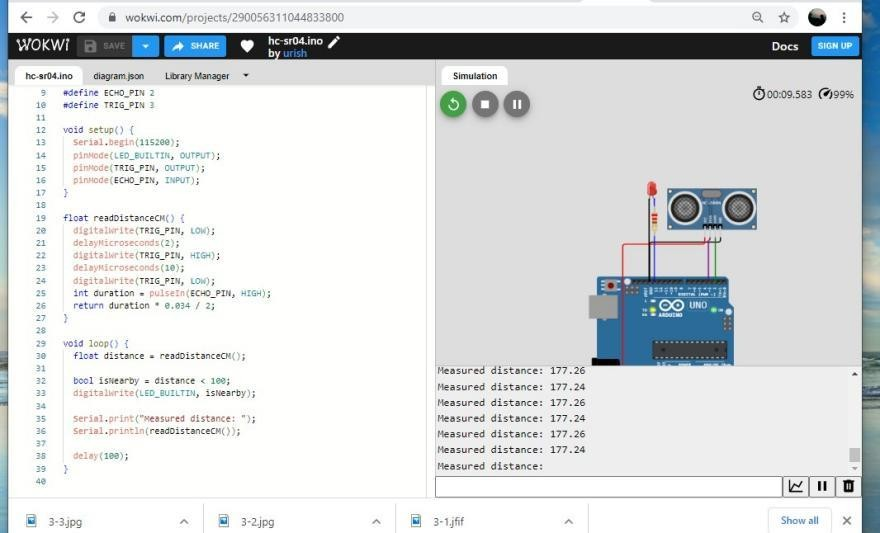 wokwi.com/projects/290056311044833800
WOKWI
SAVE
SHARE
hc-sr04.ino
by urish
Docs
SIGN UP
hc-sr04.ino
diagram.json
Library Manager
9 #define ECHO_PIN 2
10 #define TRIG_PIN 3
11
12 void setup() {
13 Serial.begin(115200);
14 pinMode(LED_BUILTIN, OUTPUT);
15 pinMode(TRIG_PIN, OUTPUT);
16 pinMode(ECHO_PIN, INPUT);
17 }
18
19 float readDistanceCM() {
20 digitalWrite(TRIG_PIN, LOW);
21 delayMicroseconds(2);
22 digitalWrite(TRIG_PIN, HIGH);
23 delayMicroseconds(10);
24 digitalWrite(TRIG_PIN, LOW);
25 int duration = pulseIn(ECHO_PIN, HIGH);
26 return duration * 0.034 / 2;
27 }
28
29 void loop() {
30 float distance = readDistanceCM();
31
32 bool isNearby = distance < 100;
33 digitalWrite(LED_BUILTIN, isNearby);
34
35 Serial.print("Measured distance: ");
36 Serial.println(readDistanceCM());
37
38 delay(100);
39 }
40
Simulation
00:09.583
99%
DIGITAL (PWM ~)
UNO
ARDUINO
Measured distance: 177.26
Measured distance: 177.24
Measured distance: 177.26
Measured distance: 177.24
Measured distance: 177.26
Measured distance: 177.24
Measured distance:
3-3.jpg
3-2.jpg
3-1.jfif
Show all